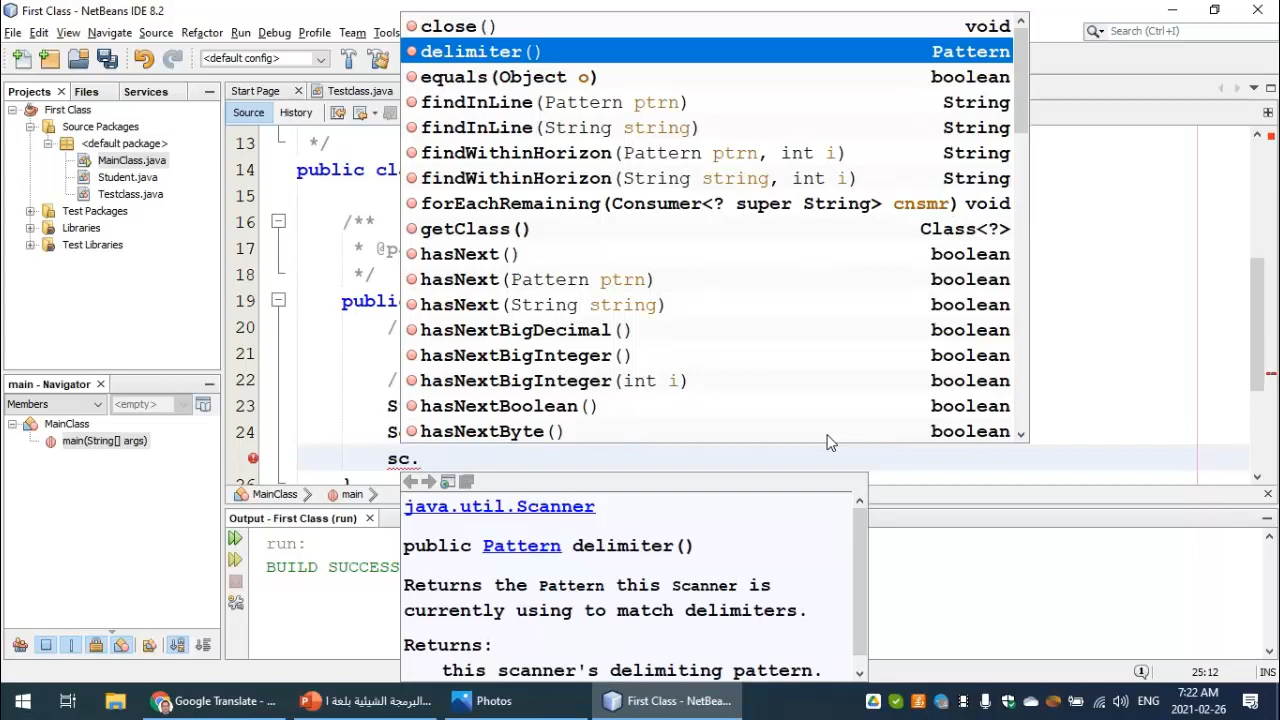 First Class - NetBeans IDE 8.2
File Edit View Navigate Source Refactor Run Debug Profile Team Tools
Search (Ctrl+I)
<default config>
Projects Files Services
First Class
Source Packages
<default package>
MainClass.java
Student.java
Testclass.java
Test Packages
Libraries
Test Libraries
main - Navigator
Members <empty>
MainClass
main(String[] args)
Start Page Testclass.java
Source History
13 */
14 public cl
15
16 /**
17 * @p
18 */
19 publi
20 /
21
22 /
23 S
24 S
sc.
26 }
close() void
delimiter() Pattern
equals(Object o) boolean
findInLine(Pattern ptrn) String
findInLine(String string) String
findWithinHorizon(Pattern ptrn, int i) String
findWithinHorizon(String string, int i) String
forEachRemaining(Consumer<? super String> cnsmr) void
getClass() Class<?>
hasNext() boolean
hasNext(Pattern ptrn) boolean
hasNext(String string) boolean
hasNextBigDecimal() boolean
hasNextBigInteger() boolean
hasNextBigInteger(int i) boolean
hasNextBoolean() boolean
hasNextByte() boolean
java.util.Scanner
public Pattern delimiter()
Returns the Pattern this Scanner is
currently using to match delimiters.
Returns:
this scanner's delimiting pattern.
MainClass main
Output - First Class (run)
run:
BUILD SUCCESS
25:12 INS
Google Translate - ...
البرمجة الشيئية بلغة ا...
Photos
First Class - NetBea...
ENG
7:22 AM
2021-02-26